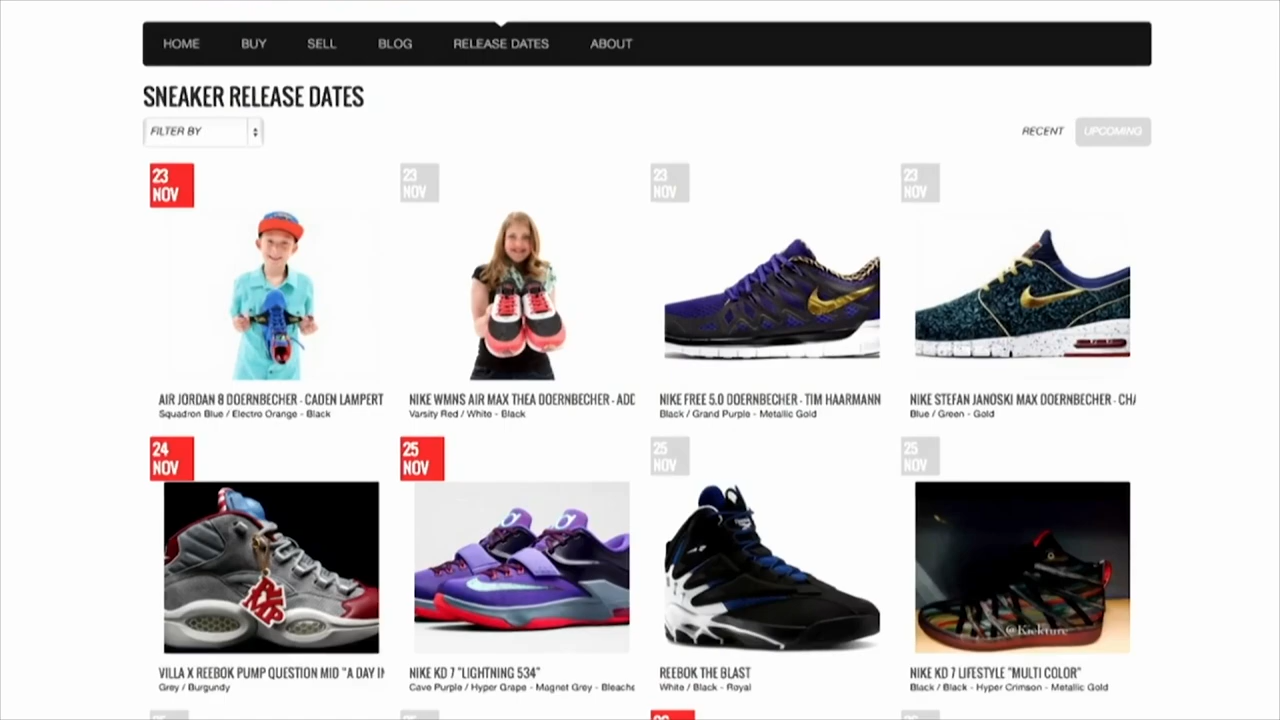 HOME BUY SELL BLOG RELEASE DATES ABOUT
SNEAKER RELEASE DATES
FILTER BY
RECENT UPCOMING
23
NOV
23
NOV
23
NOV
23
NOV
AIR JORDAN 8 DOERNBECHER - CADEN LAMPERT
Squadron Blue / Electro Orange - Black
NIKE WMNS AIR MAX THEA DOERNBECHER - ADD
Varsity Red / White - Black
NIKE FREE 5.0 DOERNBECHER - TIM HAARMANN
Black / Grand Purple - Metallic Gold
NIKE STEFAN JANOSKI MAX DOERNBECHER - CHA
Blue / Green - Gold
24
NOV
25
NOV
25
NOV
25
NOV
@Kickture
VILLA X REEBOK PUMP QUESTION MID "A DAY IN
Grey / Burgundy
NIKE KD 7 "LIGHTNING 534"
Cave Purple / Hyper Grape - Magnet Grey - Bleache
REEBOK THE BLAST
White / Black - Royal
NIKE KD 7 LIFESTYLE "MULTI COLOR"
Black / Black - Hyper Crimson - Metallic Gold